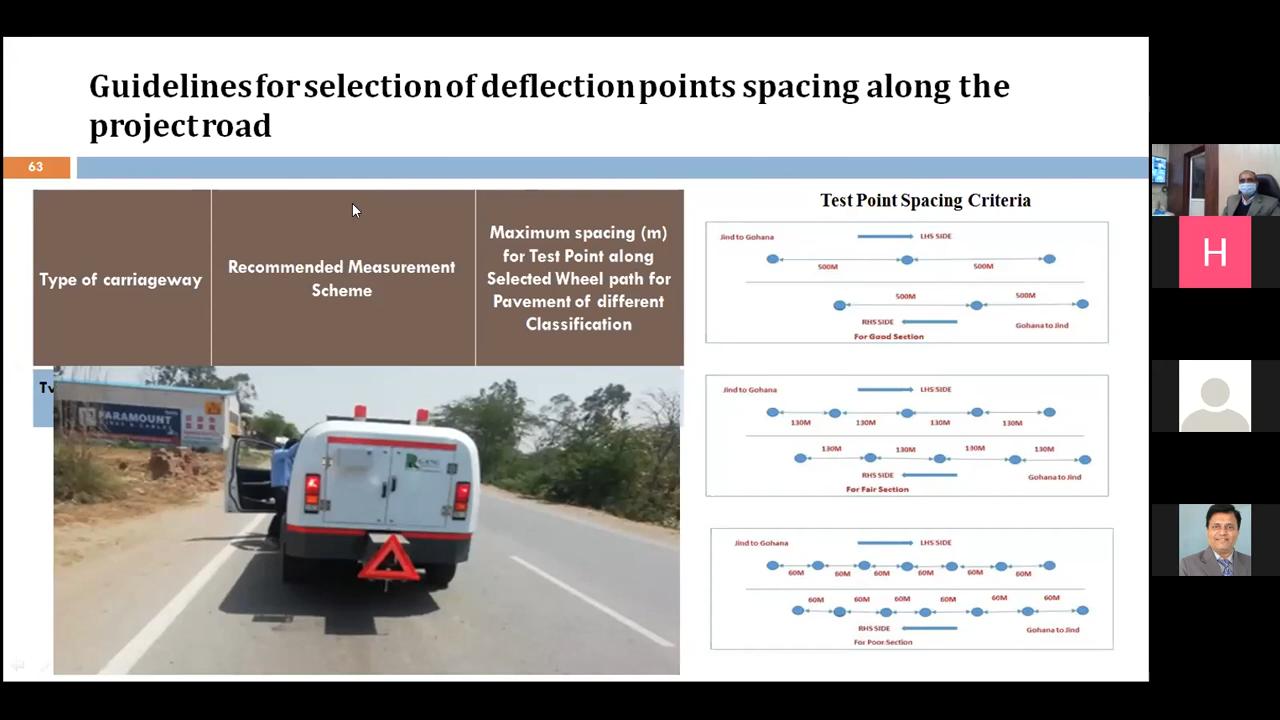 Guidelines for selection of deflection points spacing along the
project road
63
Type of carriageway
Recommended Measurement
Scheme
Maximum spacing (m)
for Test Point along
Selected Wheel path for
Pavement of different
Classification
PARAMOUNT
Test Point Spacing Criteria
Jind to Gohana
LHS SIDE
500M
500M
500M
500M
RHS SIDE
Gohana to Jind
For Good Section
Jind to Gohana
LHS SIDE
130M
130M
130M
130M
130M
130M
130M
130M
RHS SIDE
Gohana to Jind
For Fair Section
Jind to Gohana
LHS SIDE
60M
60M
60M
60M
60M
60M
60M
60M
60M
60M
60M
60M
RHS SIDE
Gohana to Jind
For Poor Section
H